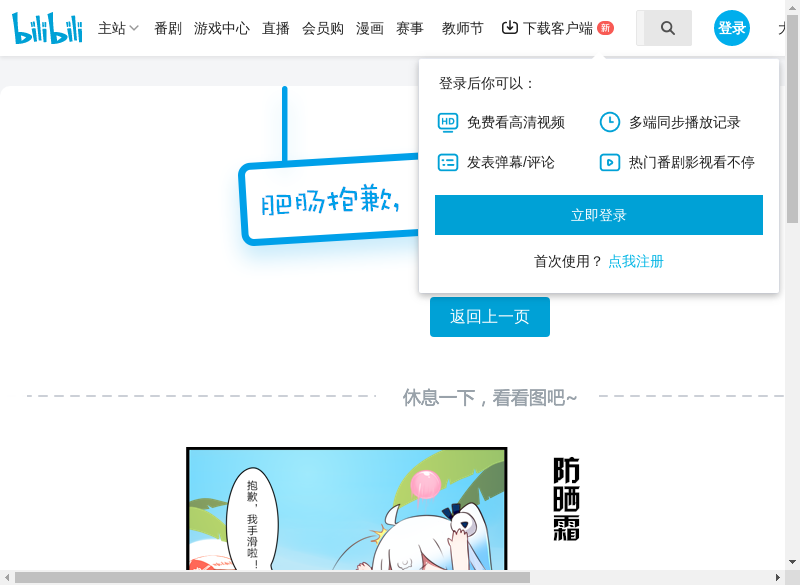 bilibili 主站 番剧 游戏中心 直播 会员购 漫画 赛事 教师节 下载客户端 新 登录
登录后你可以：
HD 免费看高清视频 多端同步播放记录
发表弹幕/评论 热门番剧影视看不停
立即登录
首次使用？ 点我注册
肥肠抱歉,
返回上一页
休息一下，看看图吧~
抱歉，我手滑啦！
防晒霜